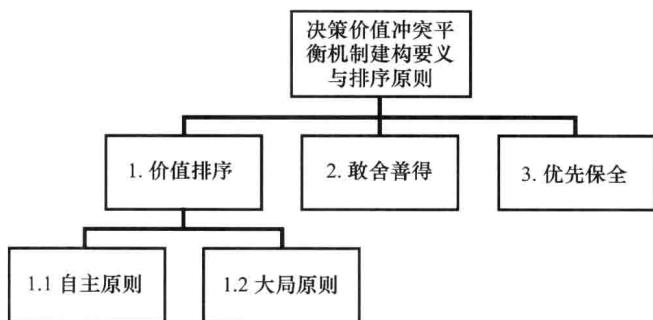 决策价值冲突平
衡机制建构要义
与排序原则
1. 价值排序
2. 敢舍善得
3. 优先保全
1.1 自主原则
1.2 大局原则